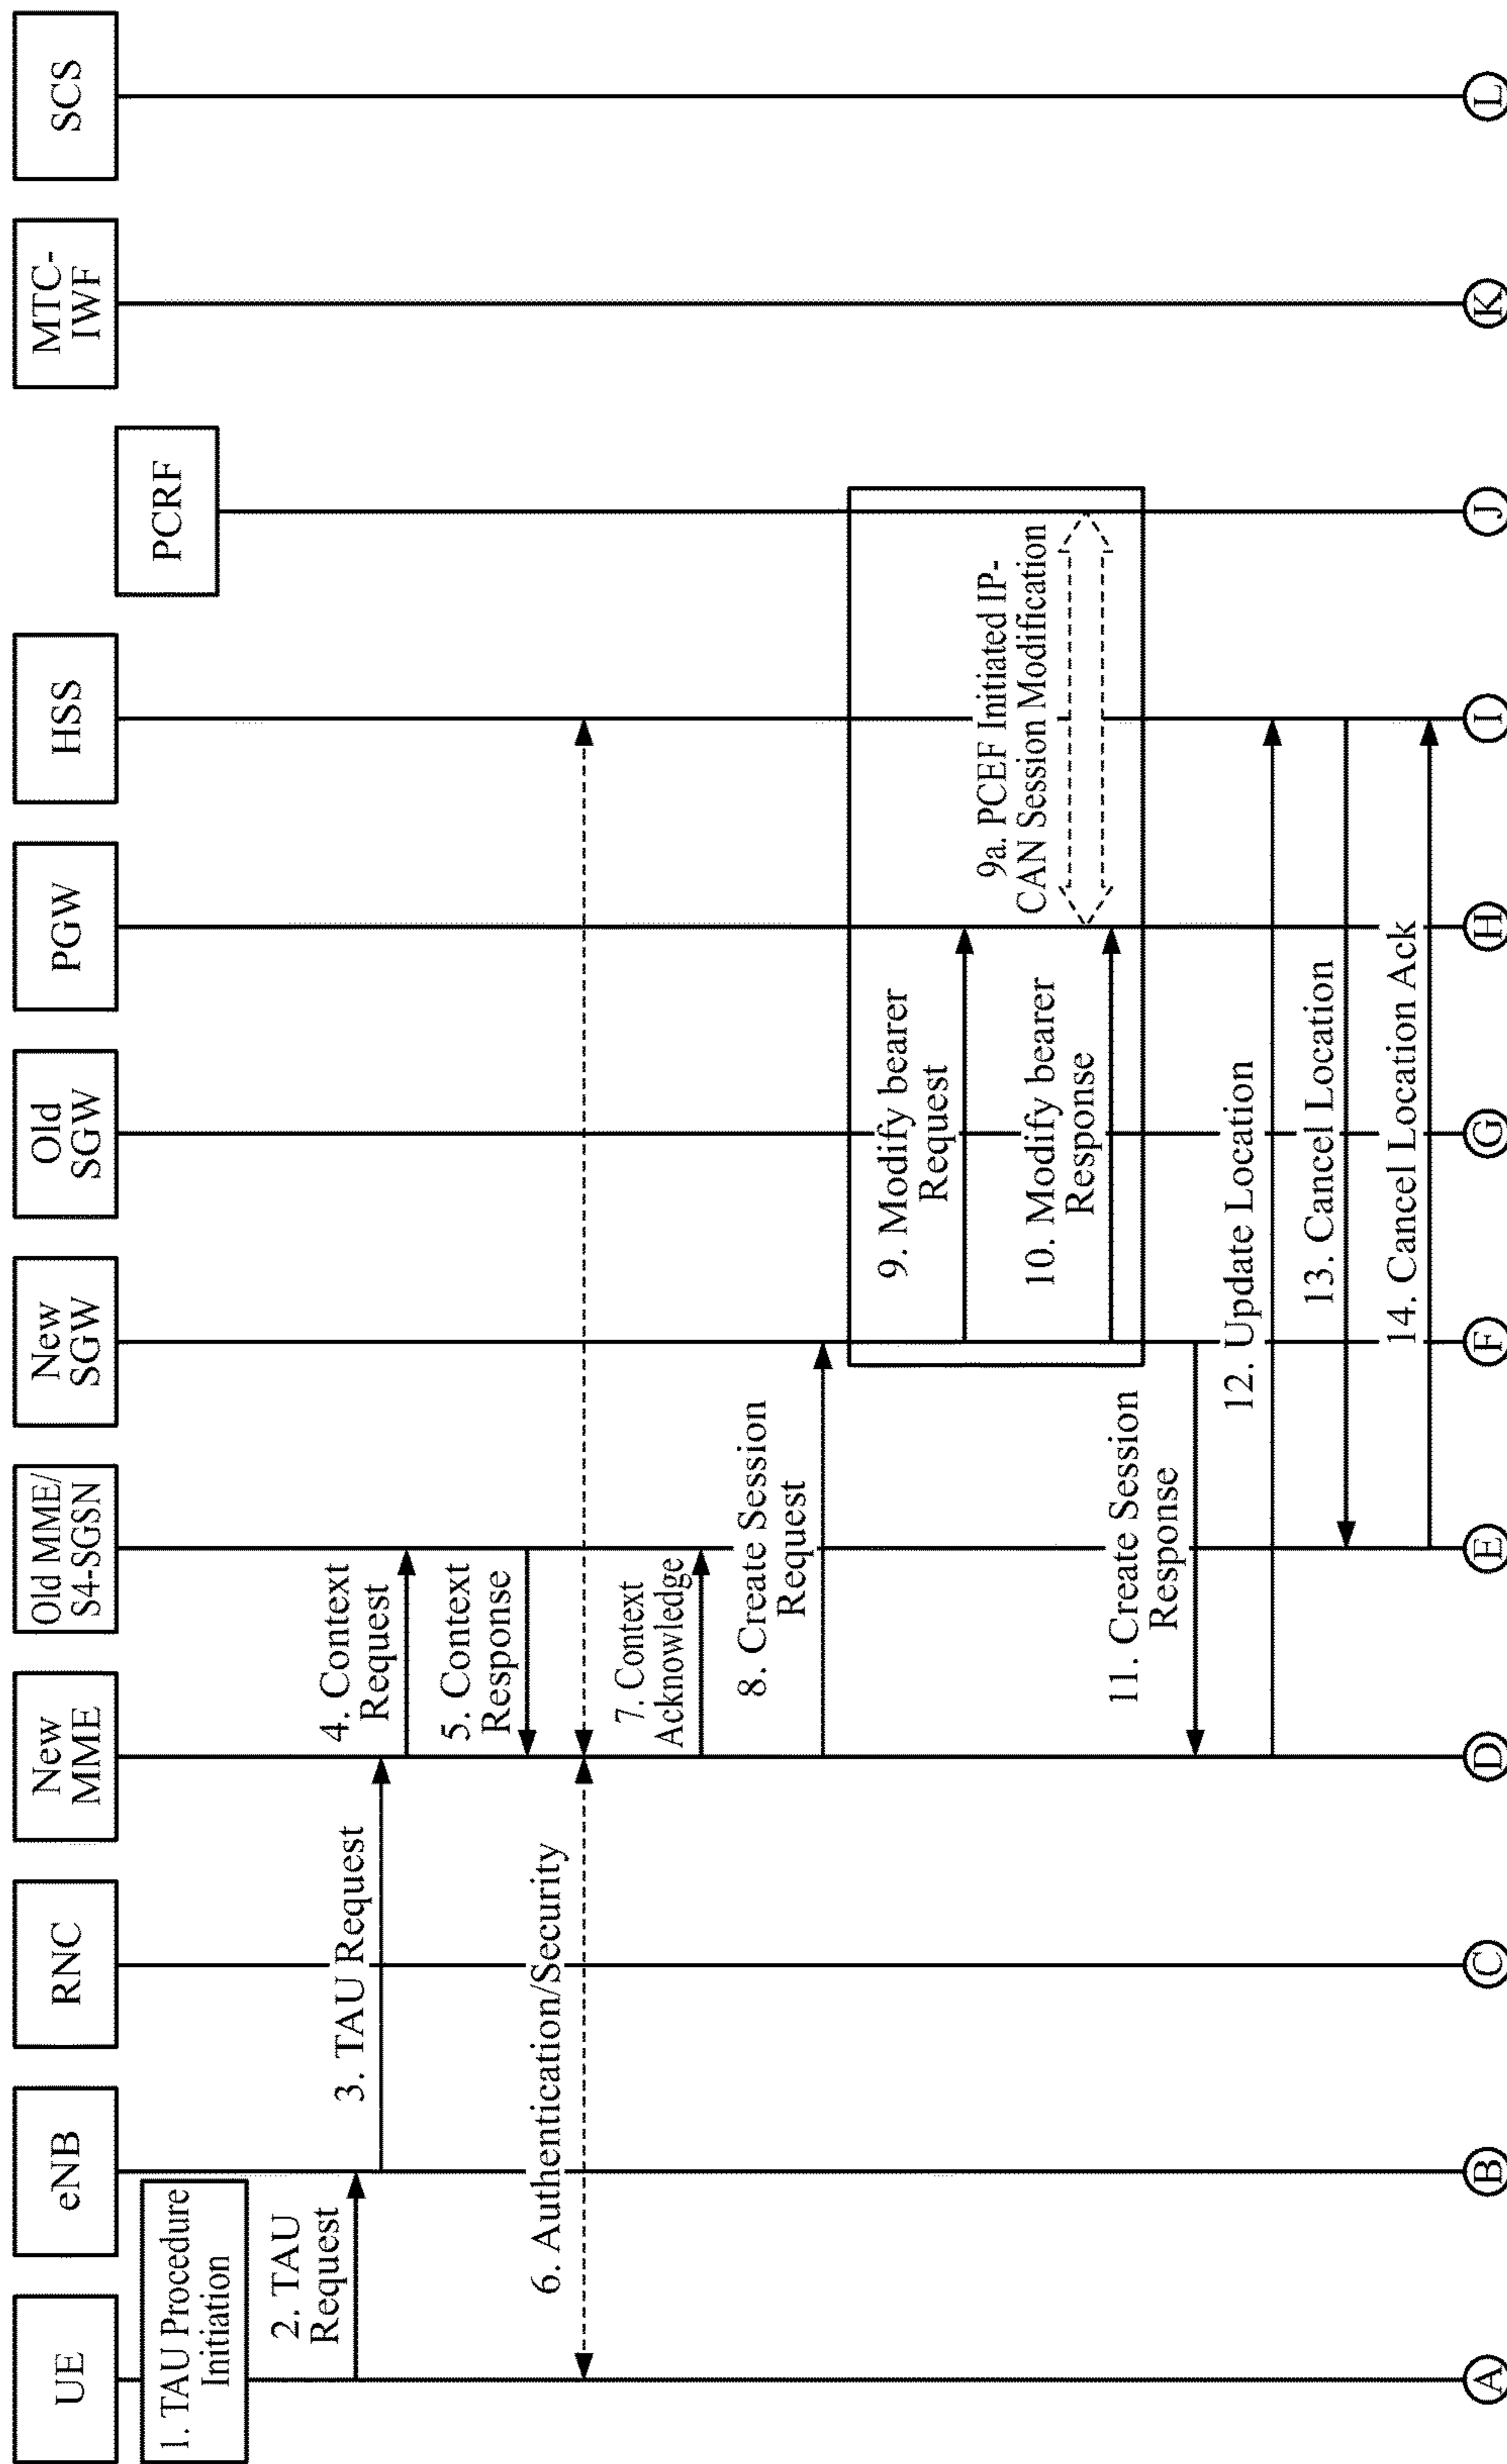 UE
eNB
RNC
New
MME
Old MME/
S4-SGSN
New
SGW
Old
SGW
PGW
HSS
PCRF
MTC-
IWF
SCS
1. TAU Procedure
Initiation
2. TAU
Request
3. TAU Request
4. Context
Request
5. Context
Response
6. Authentication/Security
7. Context
Acknowledge
8. Create Session
Request
9. Modify bearer
Request
9a. PCEF Initiated IP-
CAN Session Modification
10. Modify bearer
Response
11. Create Session
Response
12. Update Location
13. Cancel Location
14. Cancel Location Ack
A
B
C
D
E
F
G
H
I
J
K
L